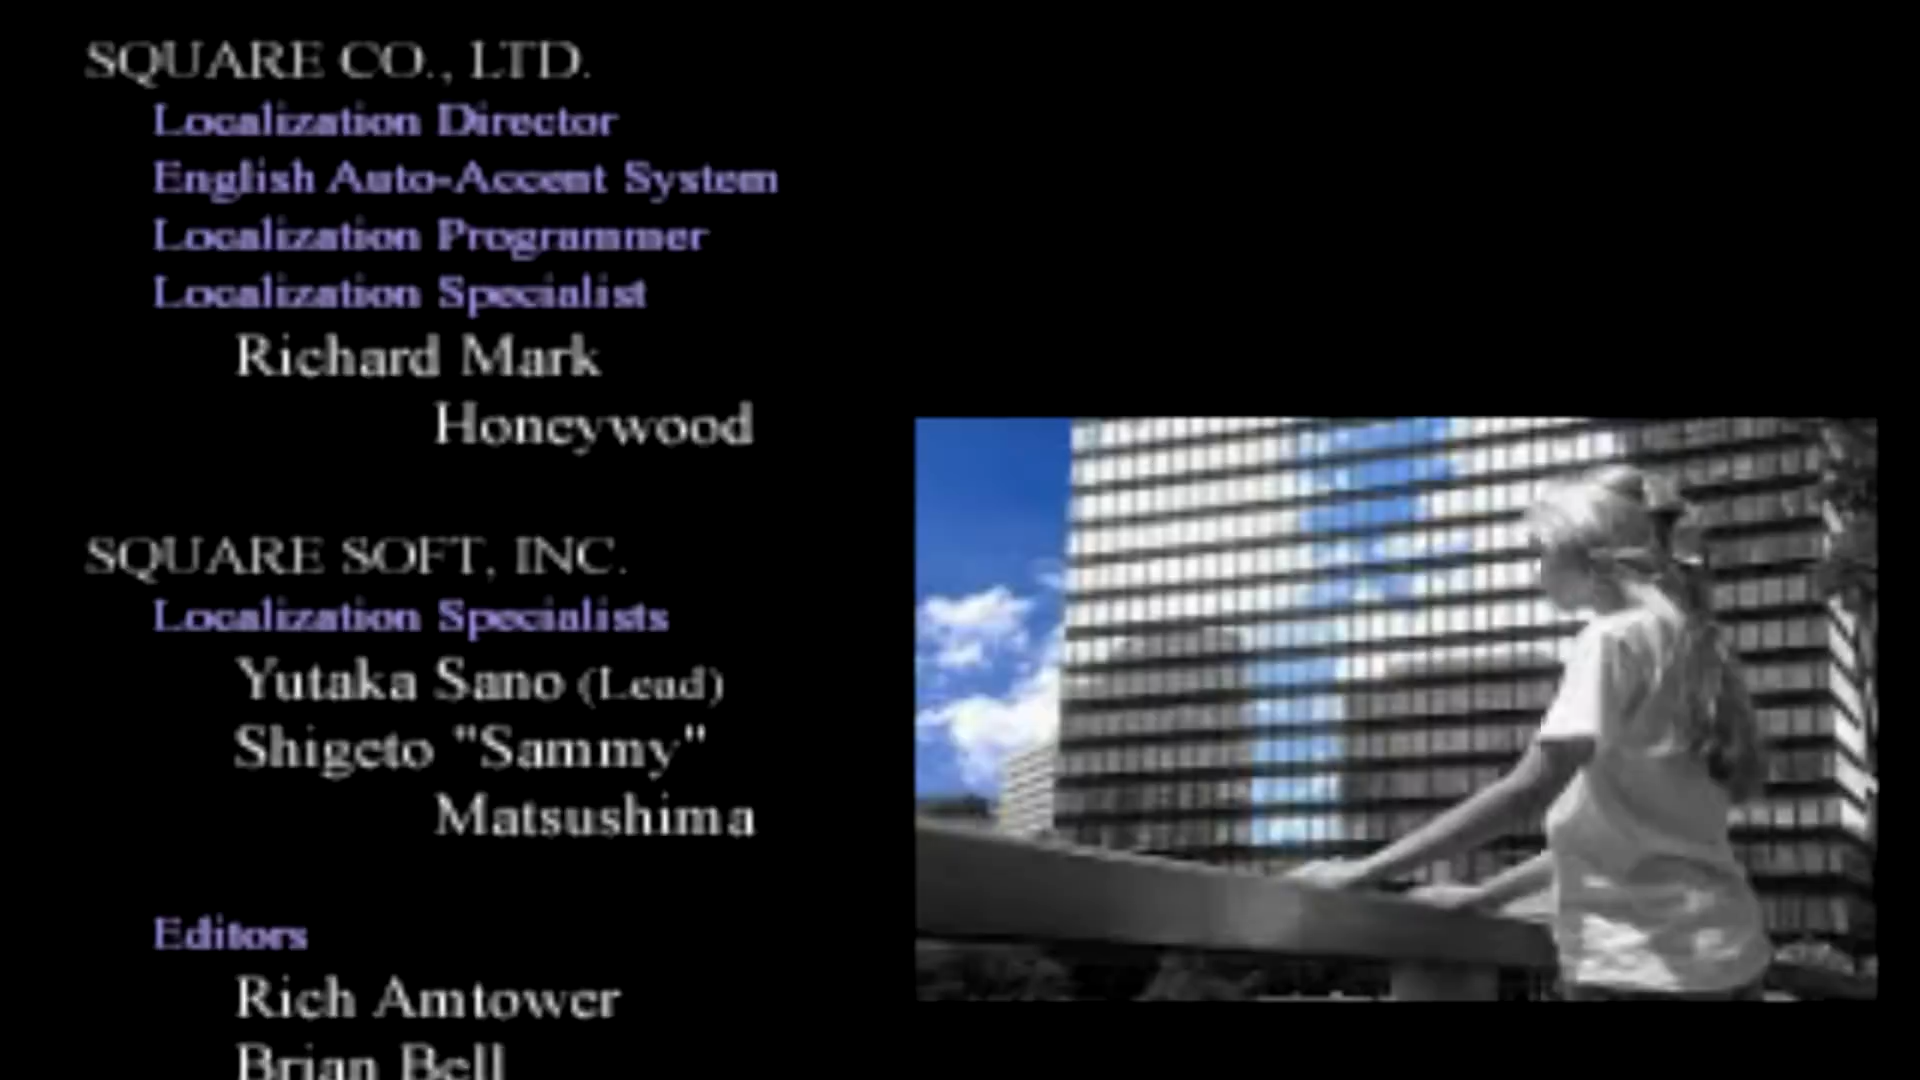 SQUARE CO., LTD.
Localization Director
English Auto-Accent System
Localization Programmer
Localization Specialist
Richard Mark
Honeywood
SQUARE SOFT, INC.
Localization Specialists
Yutaka Sano (Lead)
Shigeto "Sammy"
Matsushima
Editors
Rich Amtower
Brian Bell